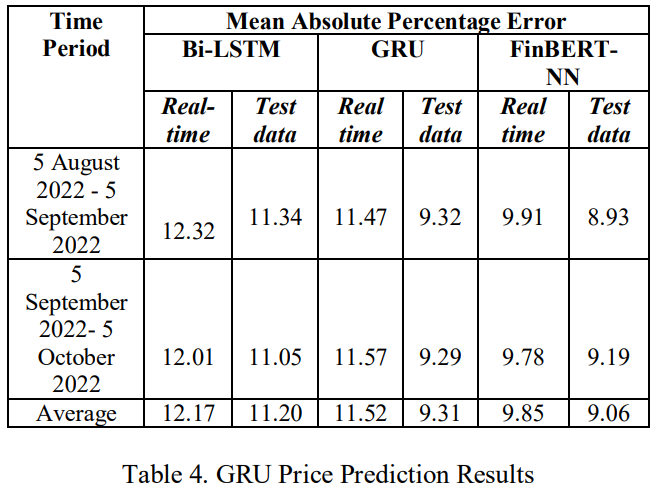 Time Period | Mean Absolute Percentage Error
Bi-LSTM | GRU | FinBERT-NN
Real-time | Test data | Real time | Test data | Real time | Test data
5 August 2022 - 5 September 2022 | 12.32 | 11.34 | 11.47 | 9.32 | 9.91 | 8.93
5 September 2022- 5 October 2022 | 12.01 | 11.05 | 11.57 | 9.29 | 9.78 | 9.19
Average | 12.17 | 11.20 | 11.52 | 9.31 | 9.85 | 9.06
Table 4. GRU Price Prediction Results